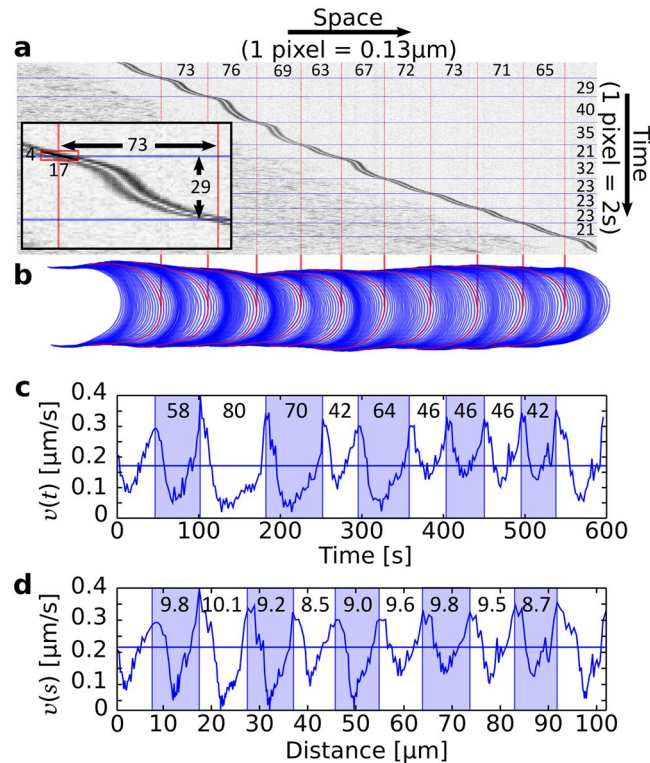 Space
a
(1 pixel = 0.13µm)
73 76 69 63 67 72 73 71 65
29
40
35
21
32
23
23
23
21
Time
(1 pixel = 2s)
73
4
17
29
b
c
0.4
0.3
0.2
0.1
0
v(t) [µm/s]
58 80 70 42 64 46 46 46 42
0 100 200 300 400 500 600
Time [s]
d
0.4
0.3
0.2
0.1
0
v(s) [µm/s]
9.8 10.1 9.2 8.5 9.0 9.6 9.8 9.5 8.7
0 10 20 30 40 50 60 70 80 90 100
Distance [µm]